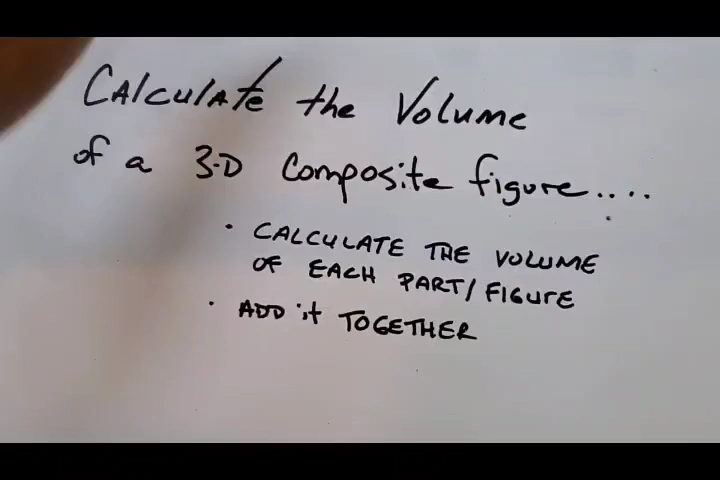 Calculate the Volume
of a 3-D Composite figure....
• CALCULATE THE VOLUME
OF EACH PART/FIGURE
• ADD it TOGETHER